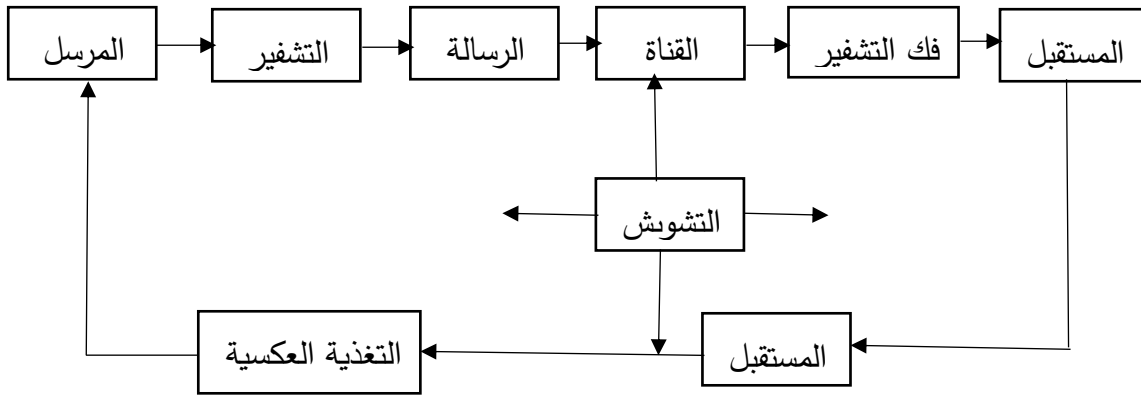 المرسل
التشفير
الرسالة
القناة
فك التشفير
المستقبل
التشويش
المستقبل
التغذية العكسية